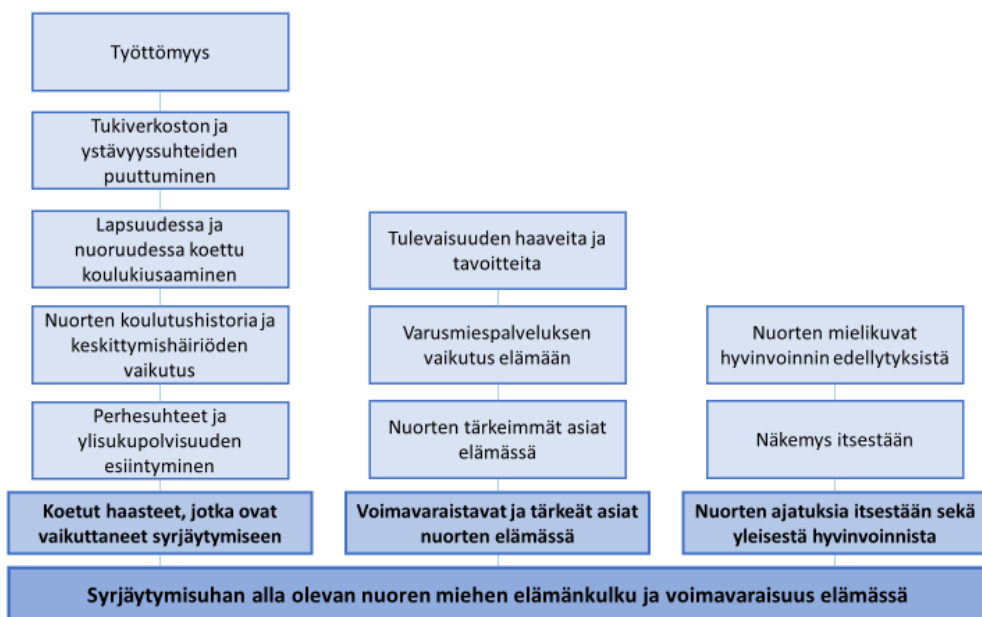 Työttömyys
Tukiverkoston ja
ystävyyssuhteiden
puuttuminen
Lapsuudessa ja
nuoruudessa koettu
koulukiusaaminen
Nuorten koulutushistoria ja
keskittymishäiriöden
vaikutus
Perhesuhteet ja
ylisukupolvisuuden
esiintyminen
Koetut haasteet, jotka ovat
vaikuttaneet syrjäytymiseen
Tulevaisuuden haaveita ja
tavoitteita
Varusmiespalveluksen
vaikutus elämään
Nuorten tärkeimmät asiat
elämässä
Voimavaraistavat ja tärkeät asiat
nuorten elämässä
Nuorten mielikuvat
hyvinvoinnin edellytyksistä
Näkemys itsestään
Nuorten ajatuksia itsestään sekä
yleisestä hyvinvoinnista
Syrjäytymisuhan alla olevan nuoren miehen elämänkulku ja voimavaraisuus elämässä